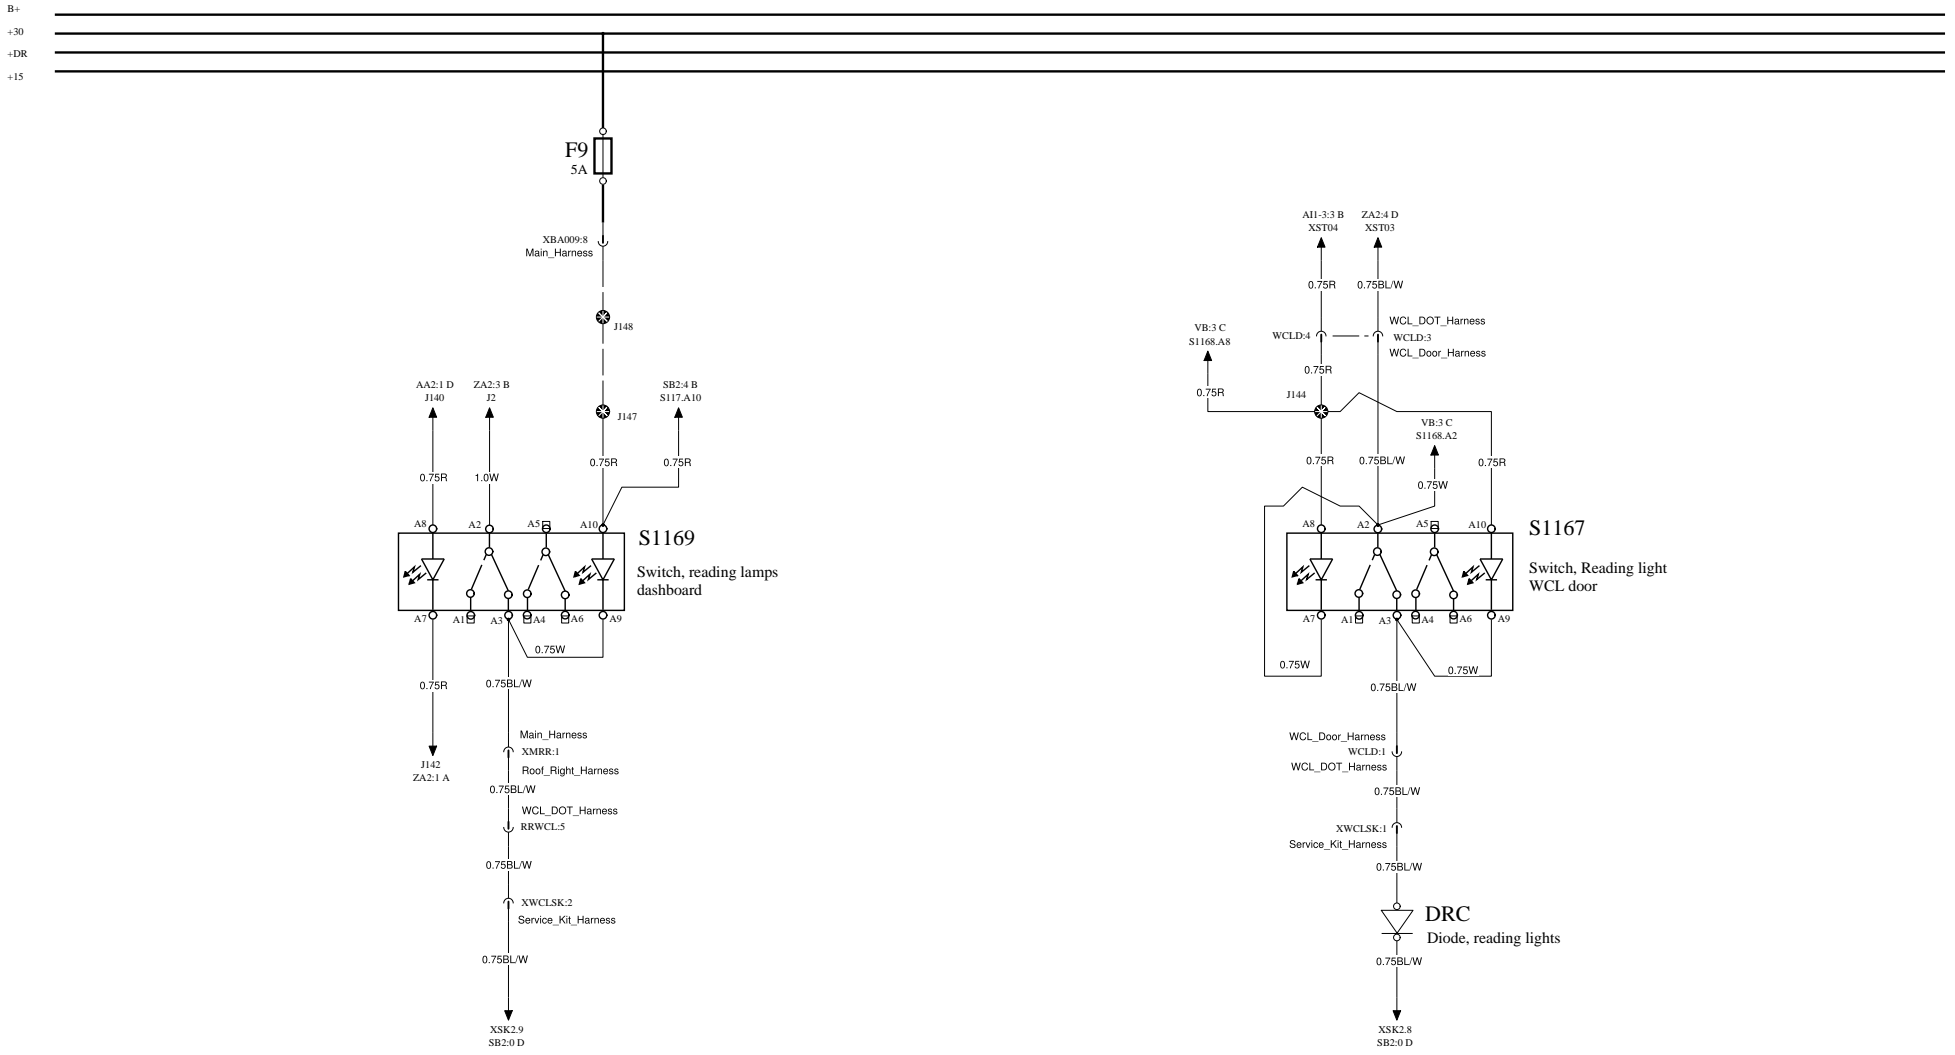 B+
+30
+DR
+15
F9
5A
XBA009:8
Main_Harness
J148
J147
AA2:1 D
J140
ZA2:3 B
J2
SB2:4 B
S117.A10
0.75R
1.0W
0.75R
0.75R
A8
A2
A5
A10
S1169
Switch, reading lamps
dashboard
A7
A1
A3
A4
A6
A9
0.75W
0.75R
0.75BL/W
Main_Harness
XMRR:1
Roof_Right_Harness
J142
ZA2:1 A
0.75BL/W
WCL_DOT_Harness
RRWCL:5
0.75BL/W
XWCLSK:2
Service_Kit_Harness
0.75BL/W
XSK2.9
SB2:0 D
AI1-3:3 B
XST04
ZA2:4 D
XST03
0.75R
0.75BL/W
WCL_DOT_Harness
WCLD:4
WCLD:3
WCL_Door_Harness
VB:3 C
S1168.A8
0.75R
0.75R
J144
VB:3 C
S1168.A2
0.75R
0.75BL/W
0.75W
0.75R
A8
A2
A5
A10
S1167
Switch, Reading light
WCL door
A7
A1
A3
A4
A6
A9
0.75W
0.75W
0.75BL/W
WCL_Door_Harness
WCLD:1
WCL_DOT_Harness
0.75BL/W
XWCLSK:1
Service_Kit_Harness
0.75BL/W
DRC
Diode, reading lights
0.75BL/W
XSK2.8
SB2:0 D